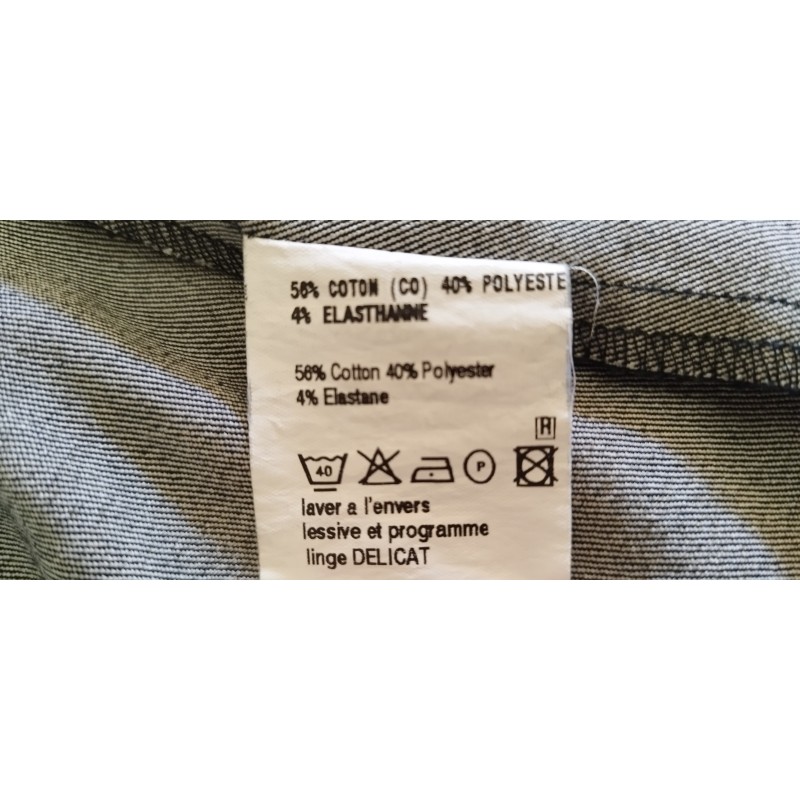 56% COTON (CO) 40% POLYESTE
4% ELASTHANNE
56% Cotton 40% Polyester
4% Elastane
H
40
P
laver a l'envers
lessive et programme
linge DELICAT